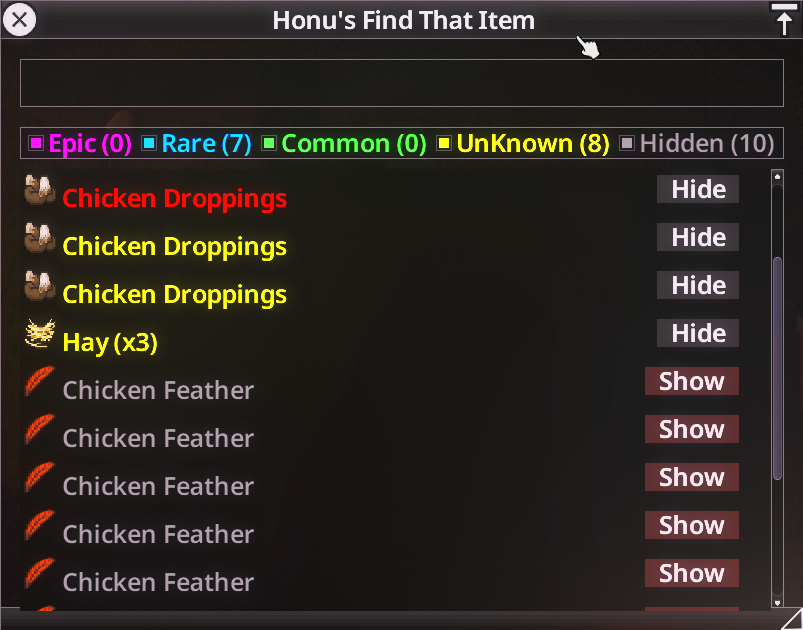 Honu's Find That Item
Epic (0) Rare (7) Common (0) UnKnown (8) Hidden (10)
Chicken Droppings Hide
Chicken Droppings Hide
Chicken Droppings Hide
Hay (x3) Hide
Chicken Feather Show
Chicken Feather Show
Chicken Feather Show
Chicken Feather Show
Chicken Feather Show